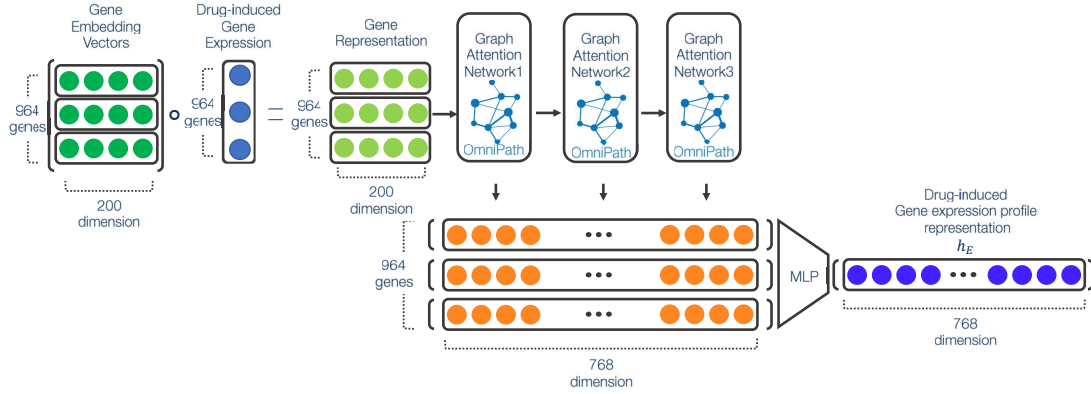 Gene
Embedding
Vectors
Drug-induced
Gene
Expression
Gene
Representation
Graph
Attention
Network1
Graph
Attention
Network2
Graph
Attention
Network3
964
genes
964
genes
964
genes
OmniPath
OmniPath
OmniPath
200
dimension
200
dimension
Drug-induced
Gene expression profile
representation
h_E
964
genes
MLP
768
dimension
768
dimension